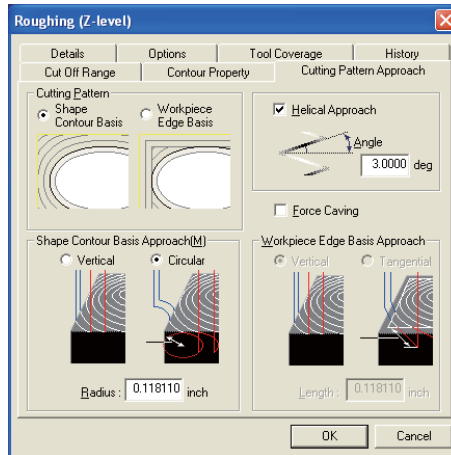 Roughing (Z-level)
Details Options Tool Coverage History
Cut Off Range Contour Property Cutting Pattern Approach
Cutting Pattern
Shape Contour Basis
Workpiece Edge Basis
Helical Approach
Angle
3.0000 deg
Force Caving
Shape Contour Basis Approach(M)
Vertical Circular
Radius : 0.118110 inch
Workpiece Edge Basis Approach
Vertical Tangential
Length : 0.118110 inch
OK Cancel